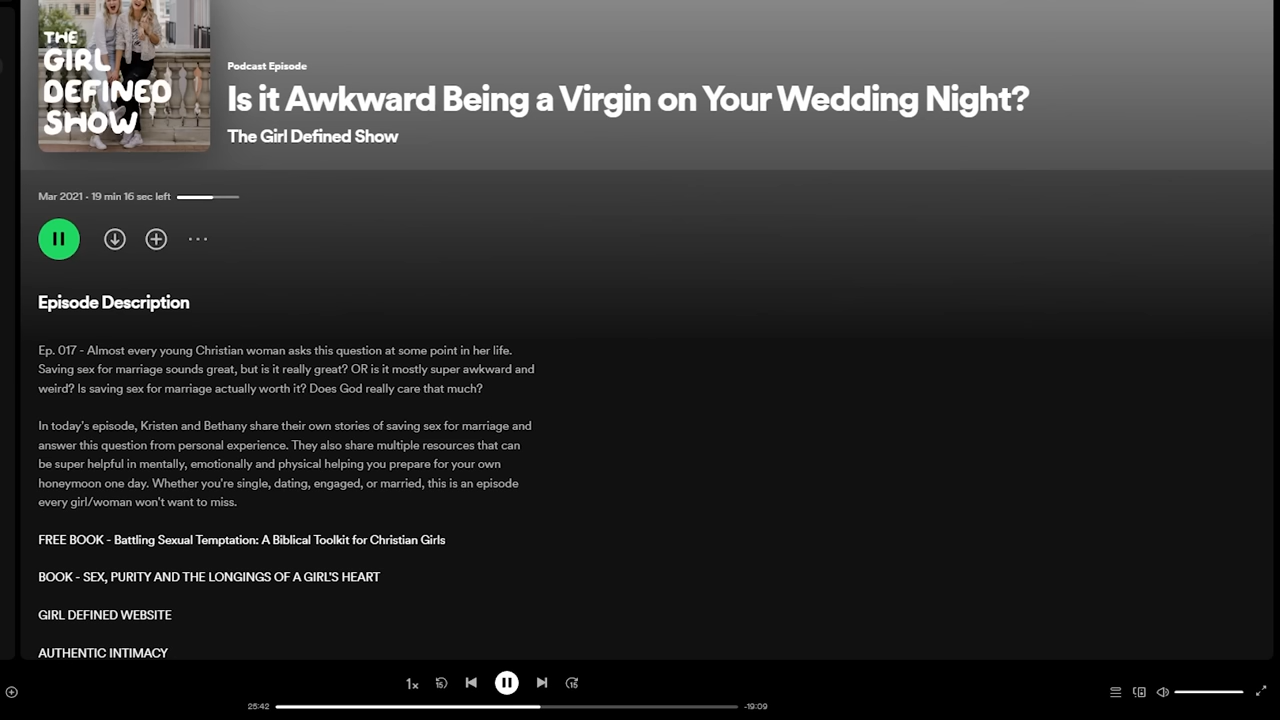 THE
GIRL
DEFINED
SHOW
Podcast Episode
Is it Awkward Being a Virgin on Your Wedding Night?
The Girl Defined Show
Mar 2021 · 19 min 16 sec left
Episode Description
Ep. 017 - Almost every young Christian woman asks this question at some point in her life.
Saving sex for marriage sounds great, but is it really great? OR is it mostly super awkward and
weird? Is saving sex for marriage actually worth it? Does God really care that much?
In today's episode, Kristen and Bethany share their own stories of saving sex for marriage and
answer this question from personal experience. They also share multiple resources that can
be super helpful in mentally, emotionally and physical helping you prepare for your own
honeymoon one day. Whether you're single, dating, engaged, or married, this is an episode
every girl/woman won't want to miss.
FREE BOOK - Battling Sexual Temptation: A Biblical Toolkit for Christian Girls
BOOK - SEX, PURITY AND THE LONGINGS OF A GIRL'S HEART
GIRL DEFINED WEBSITE
AUTHENTIC INTIMACY
1x 15 15
25:42 -19:09